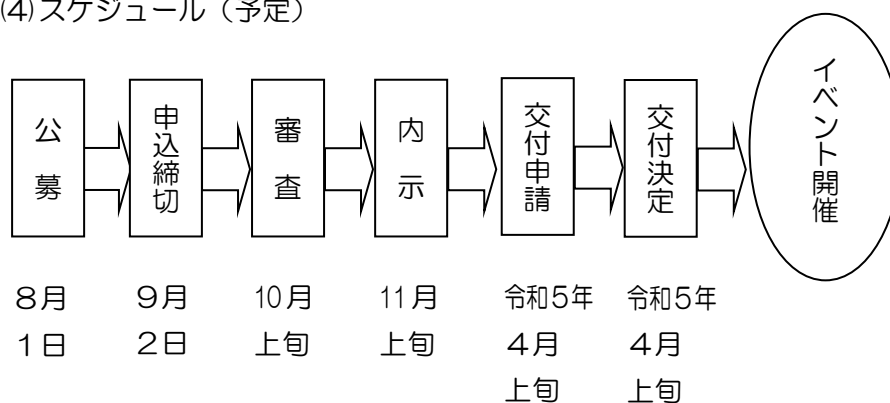 ⑷スケジュール（予定）
公募
申込締切
審査
内示
交付申請
交付決定
イベント開催
８月
１日
９月
２日
10月
上旬
11月
上旬
令和５年
４月
上旬
令和５年
４月
上旬